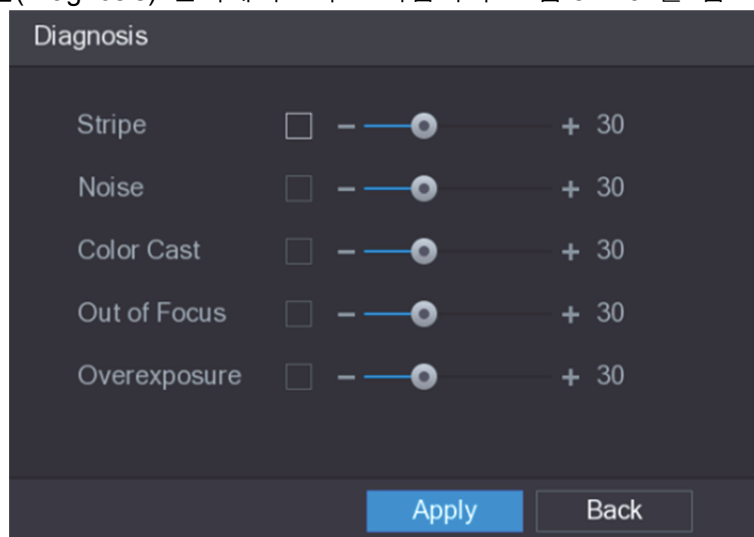 Diagnosis
Stripe − + 30
Noise − + 30
Color Cast − + 30
Out of Focus − + 30
Overexposure − + 30
Apply Back